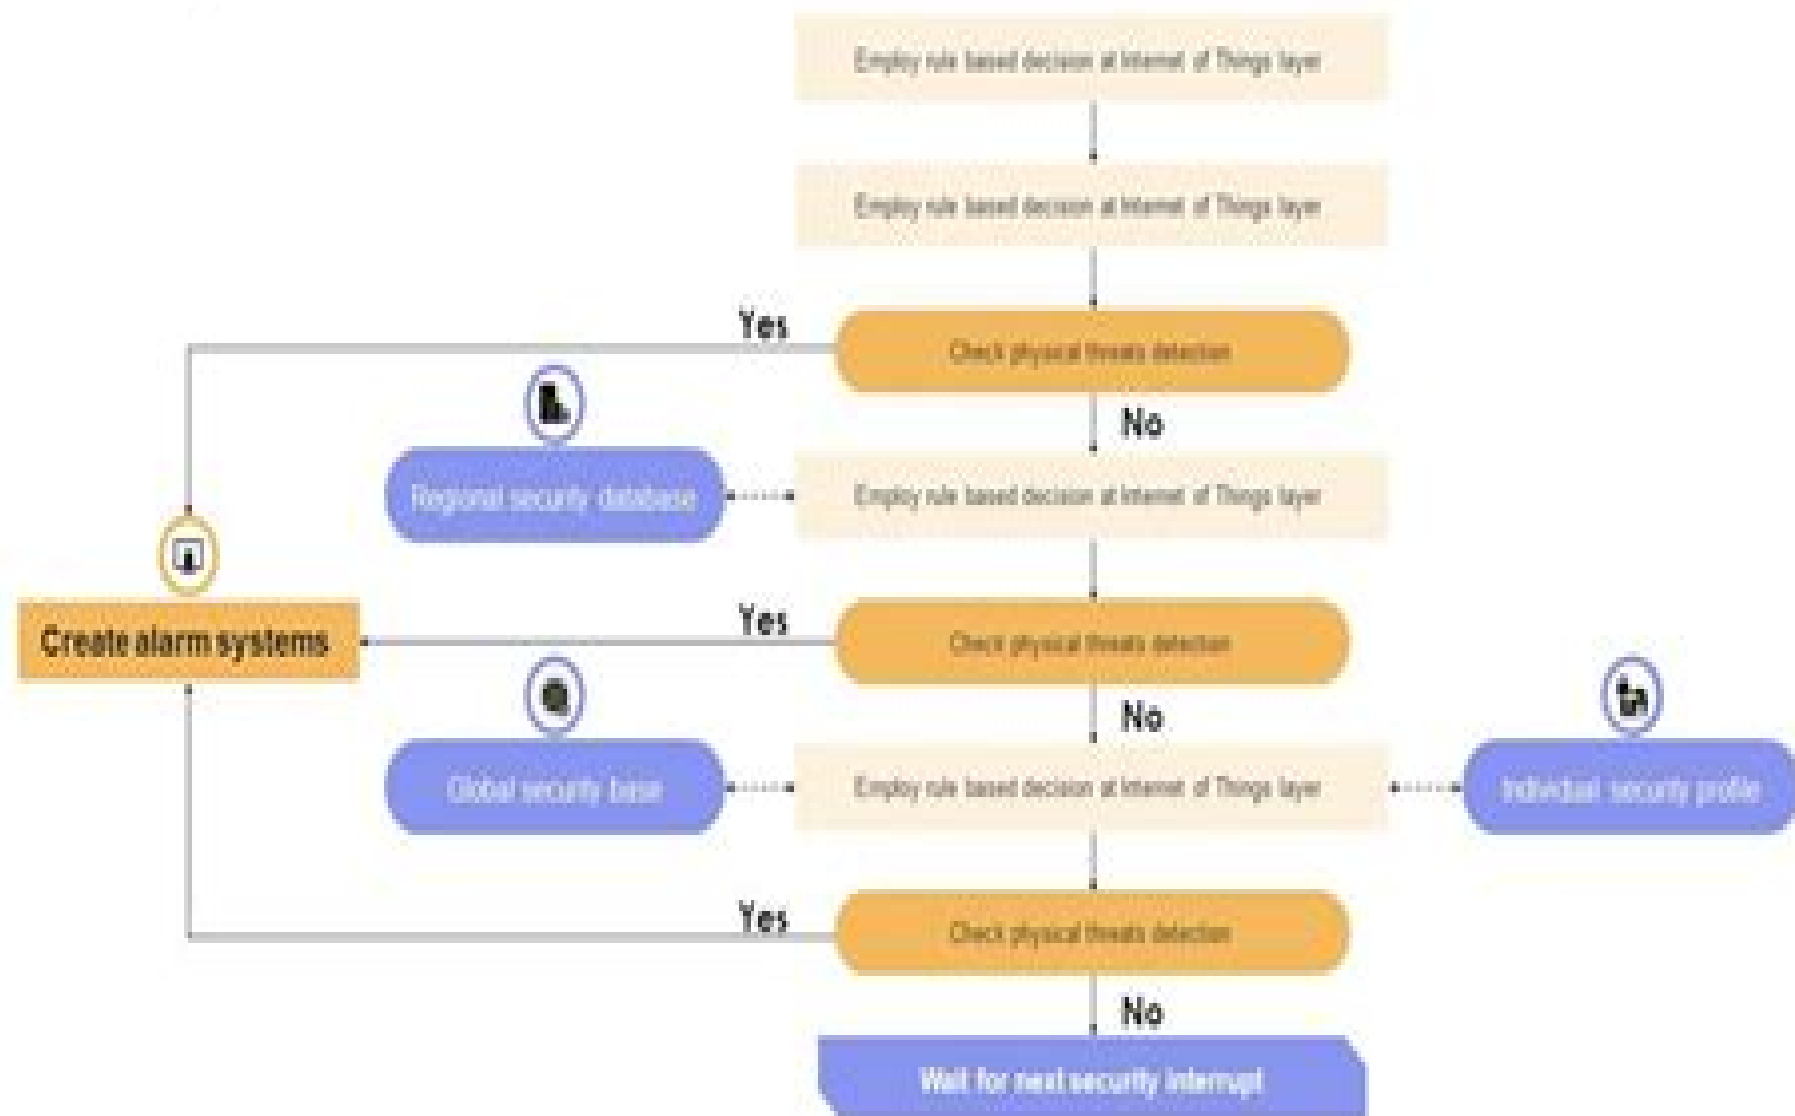 Employ rule based decision at Internet of Things layer
Employ rule based decision at Internet of Things layer
Yes
Check physical threats detection
No
Regional security database
Employ rule based decision at Internet of Things layer
Create alarm systems
Yes
Check physical threats detection
No
Global security base
Employ rule based decision at Internet of Things layer
Individual security profile
Yes
Check physical threats detection
No
Wait for next security interrupt